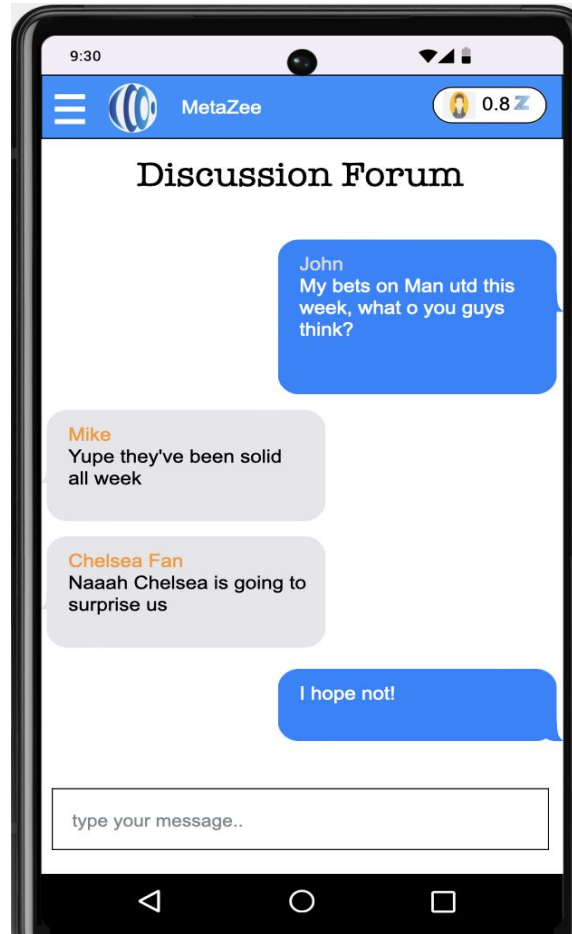 9:30
MetaZee
0.8 Z
Discussion Forum
John
My bets on Man utd this
week, what o you guys
think?
Mike
Yupe they've been solid
all week
Chelsea Fan
Naaah Chelsea is going to
surprise us
I hope not!
type your message..